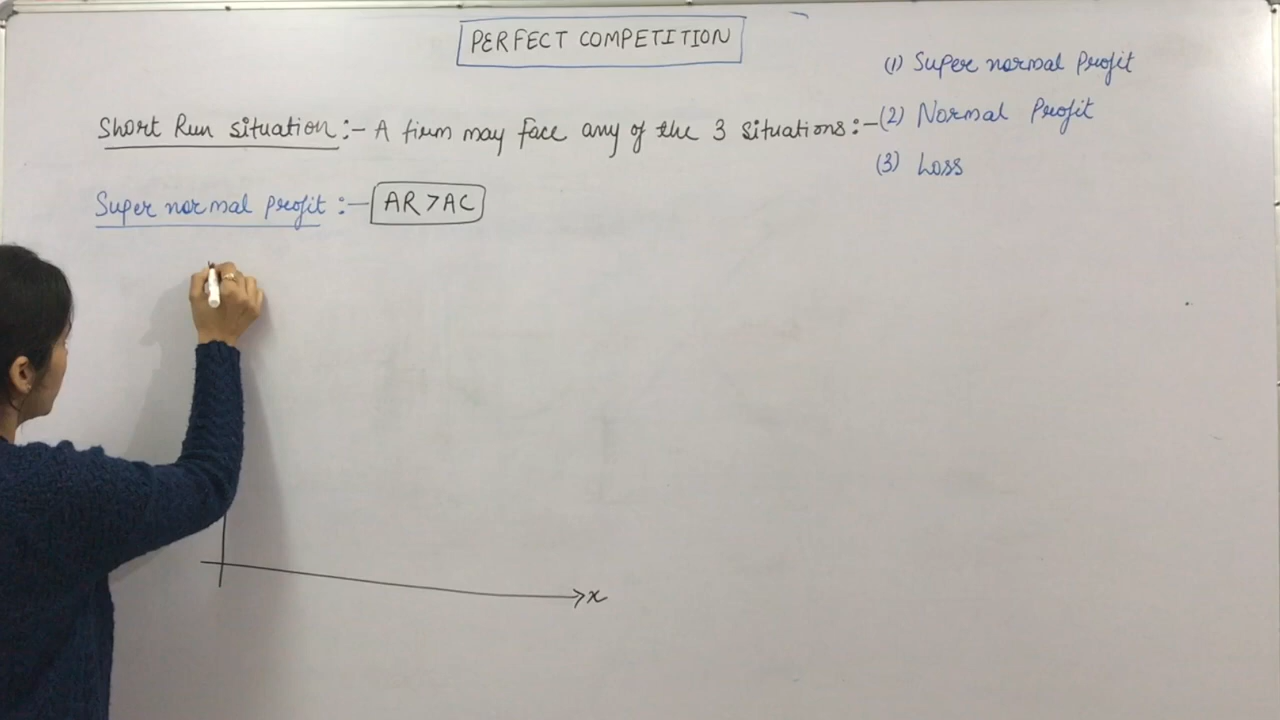 PERFECT COMPETITION
(1) Super normal Profit
Short Run situation :- A firm may face any of the 3 situations :- (2) Normal Profit
(3) Loss
Super normal profit :- AR > AC
x